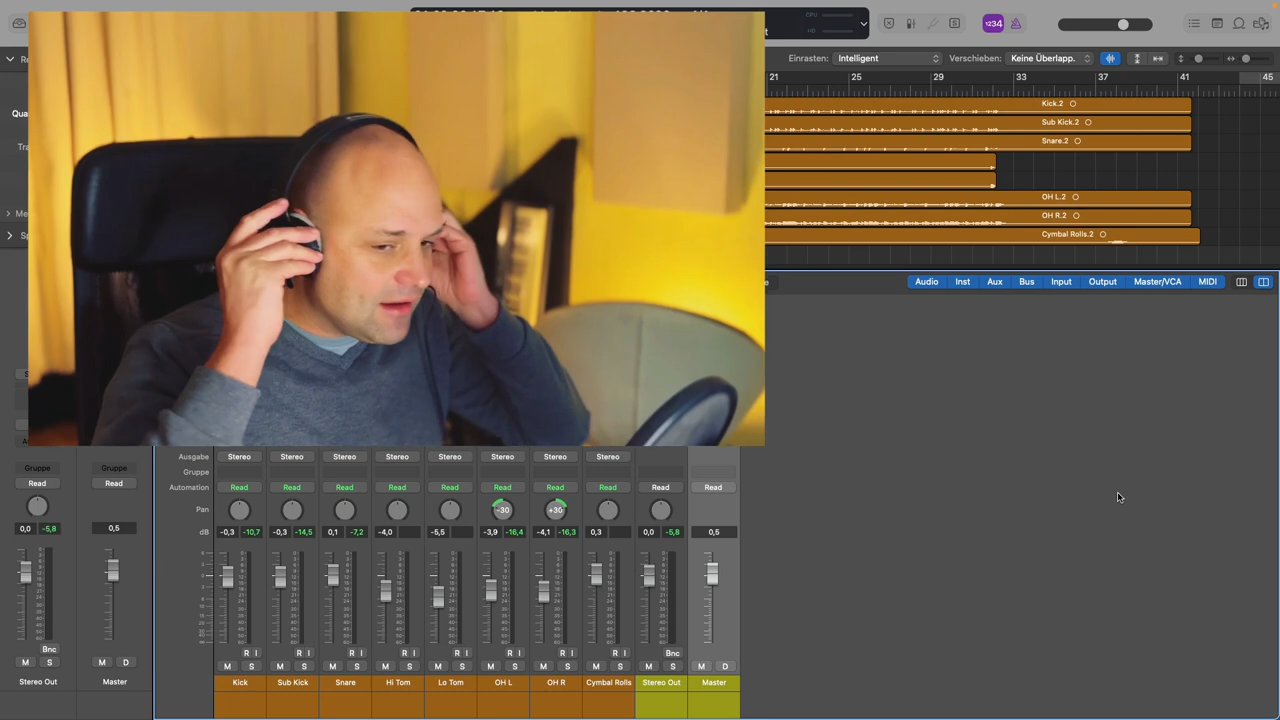 CPU
HD
1234
Einrasten: Intelligent Verschieben: Keine Überlapp.
21 25 29 33 37 41 45
Kick.2
Sub Kick.2
Snare.2
OH L.2
OH R.2
Cymbal Rolls.2
Audio Inst Aux Bus Input Output Master/VCA MIDI
Ausgabe Stereo Stereo Stereo Stereo Stereo Stereo Stereo Stereo
Gruppe Gruppe Gruppe
Read Read Automation Read Read Read Read Read Read Read Read Read Read
Pan -30 +30
0,0 -5,8 0,5 dB -0,3 -10,7 -0,3 -14,5 0,1 -7,2 -4,0 -5,5 -3,9 -16,4 -4,1 -16,3 0,3 0,0 -5,8 0,5
Bnc R I R I R I R I R I R I R I R I Bnc
M S M D M S M S M S M S M S M S M S M S M S M D
Stereo Out Master Kick Sub Kick Snare Hi Tom Lo Tom OH L OH R Cymbal Rolls Stereo Out Master